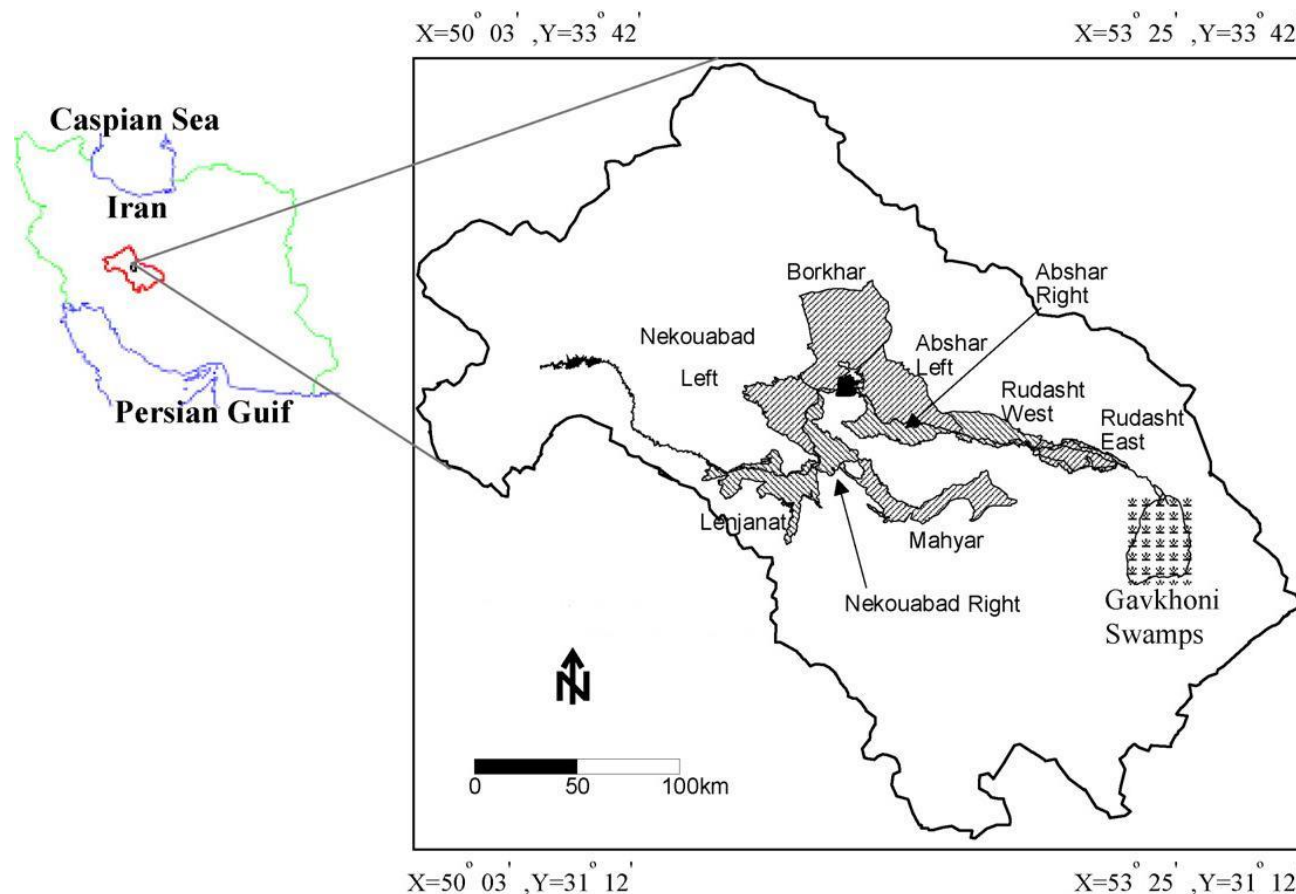 X=50° 03' ,Y=33° 42'
X=53° 25' ,Y=33° 42'
Caspian Sea
Iran
Persian Guif
Borkhar
Abshar
Right
Nekouabad
Left
Abshar
Left
Rudasht
West
Rudasht
East
Lenjanat
Mahyar
Nekouabad Right
Gavkhoni
Swamps
N
0 50 100km
X=50° 03' ,Y=31° 12'
X=53° 25' ,Y=31° 12